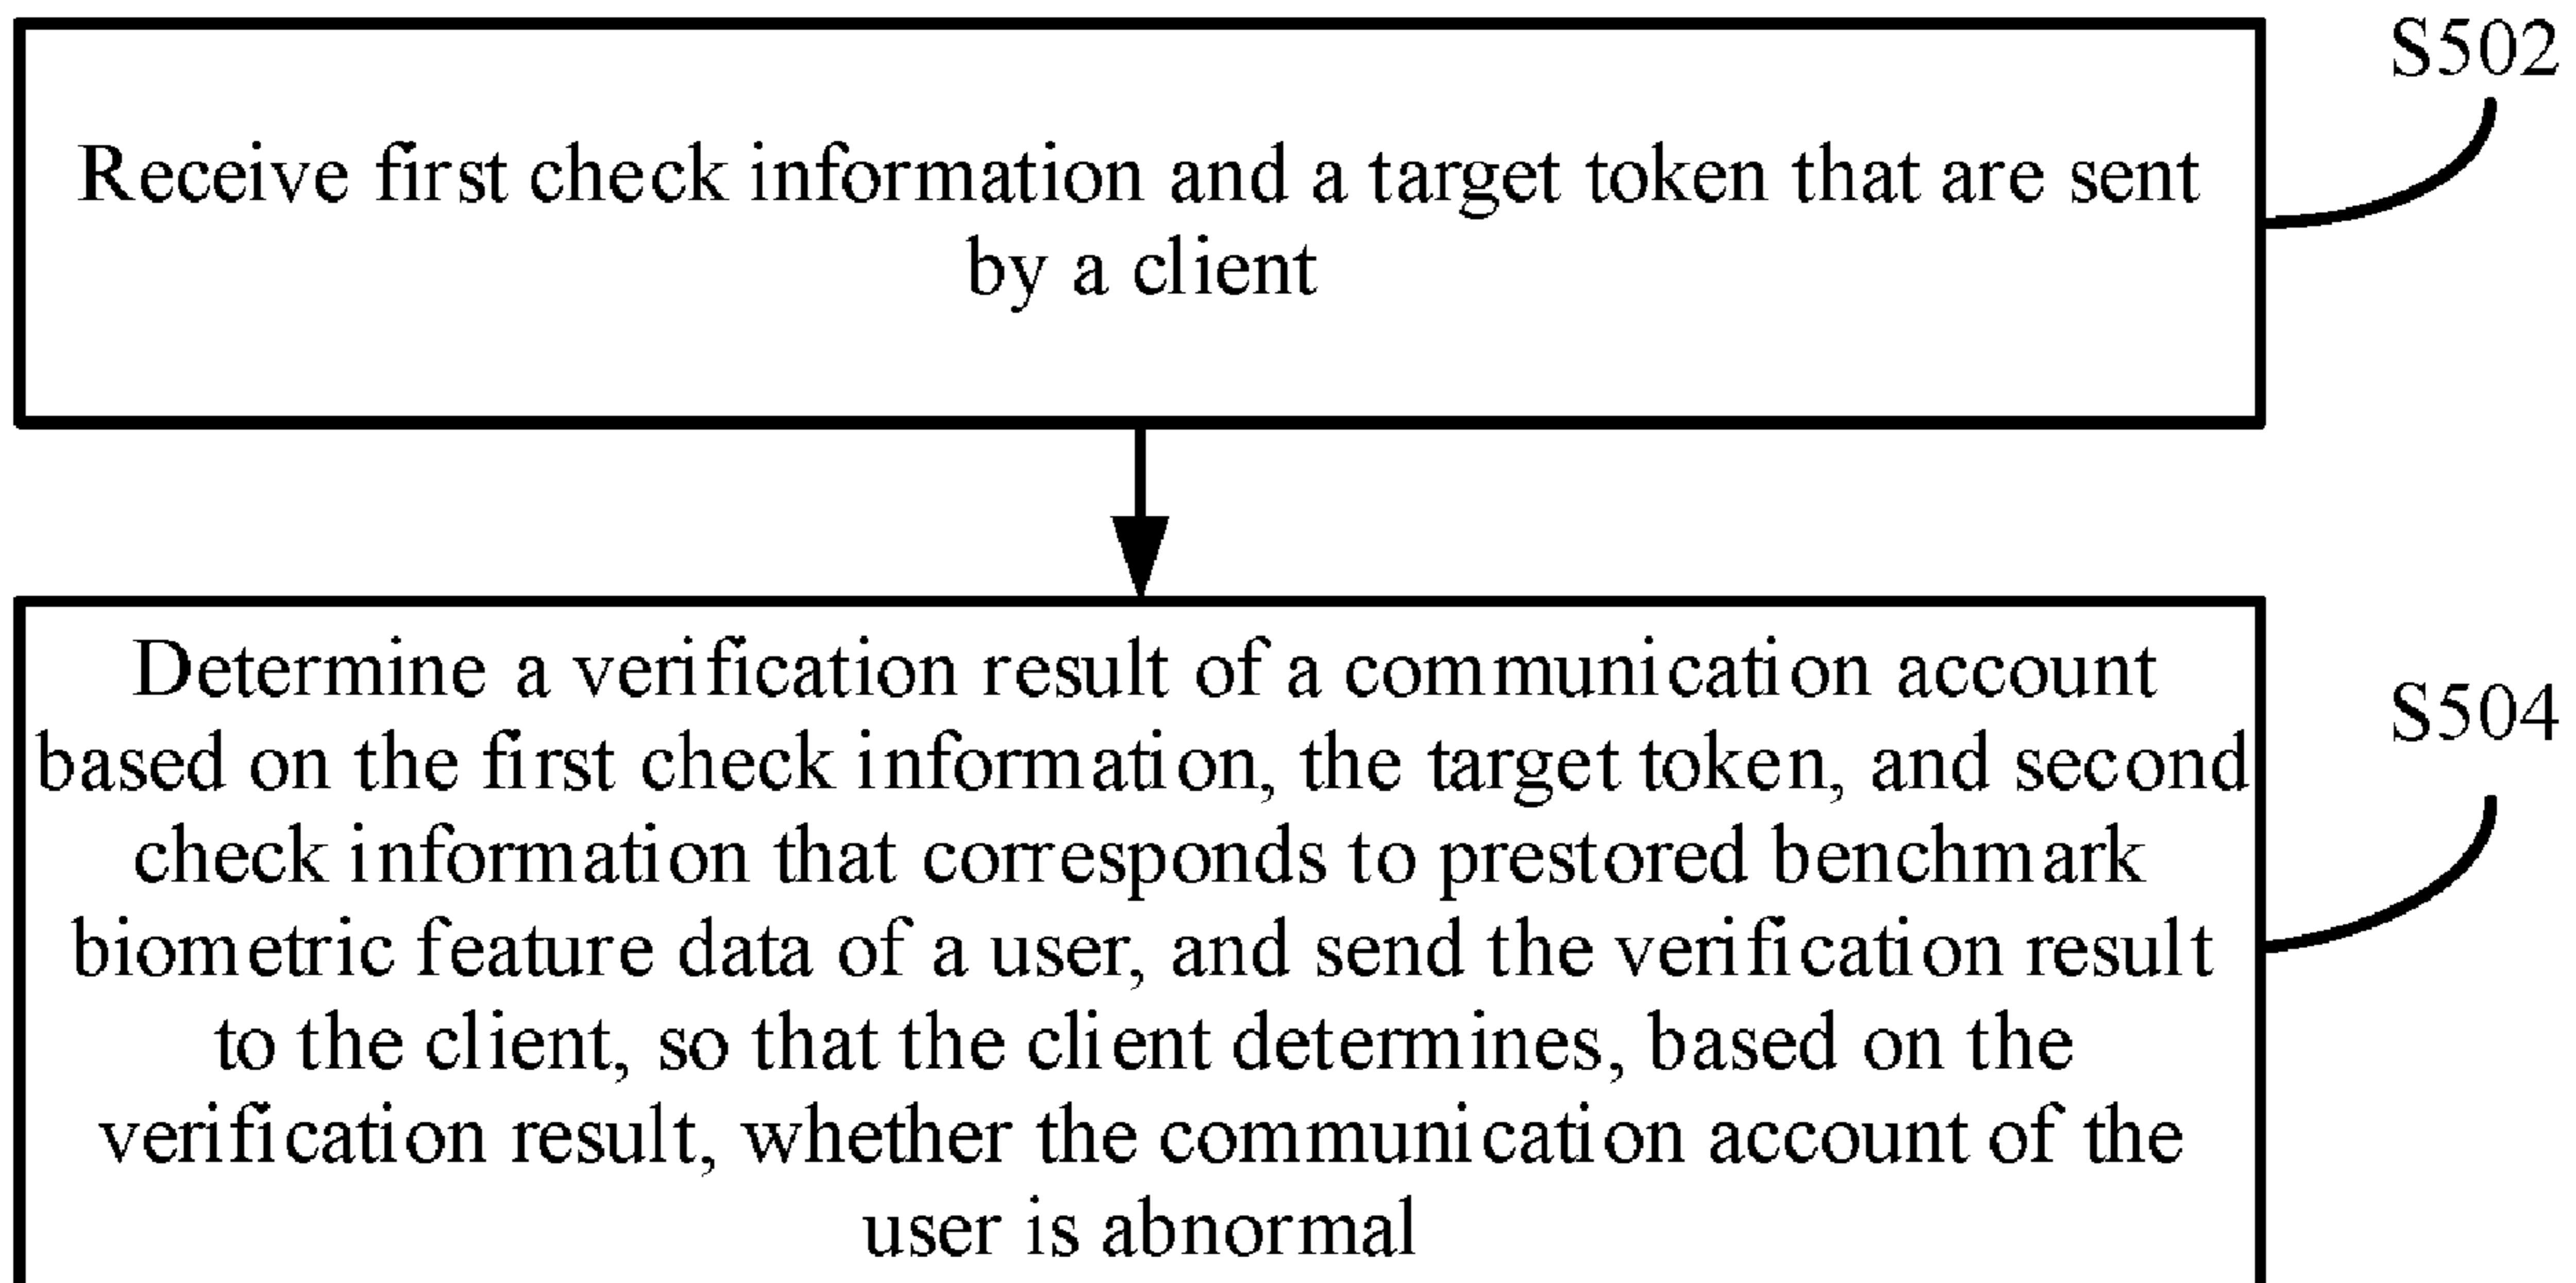 S502
Receive first check information and a target token that are sent
by a client
Determine a verification result of a communication account
based on the first check information, the target token, and second
S504
check information that corresponds to prestored benchmark
biometric feature data of a user, and send the verification result
to the client, so that the client determines, based on the
verification result, whether the communication account of the
user is abnormal